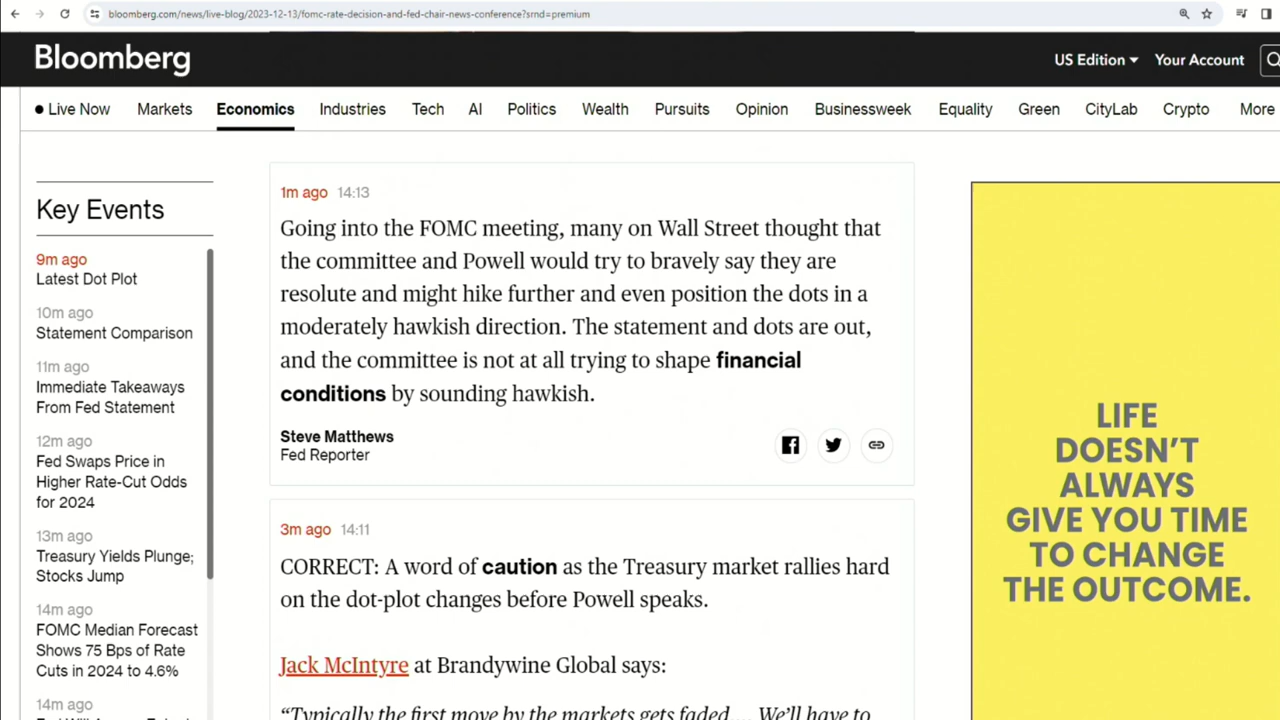 bloomberg.com/news/live-blog/2023-12-13/fomc-rate-decision-and-fed-chair-news-conference?srnd=premium
Bloomberg
US Edition
Your Account
Live Now Markets Economics Industries Tech AI Politics Wealth Pursuits Opinion Businessweek Equality Green CityLab Crypto More
Key Events
9m ago
Latest Dot Plot
10m ago
Statement Comparison
11m ago
Immediate Takeaways
From Fed Statement
12m ago
Fed Swaps Price in
Higher Rate-Cut Odds
for 2024
13m ago
Treasury Yields Plunge;
Stocks Jump
14m ago
FOMC Median Forecast
Shows 75 Bps of Rate
Cuts in 2024 to 4.6%
14m ago
1m ago 14:13
Going into the FOMC meeting, many on Wall Street thought that
the committee and Powell would try to bravely say they are
resolute and might hike further and even position the dots in a
moderately hawkish direction. The statement and dots are out,
and the committee is not at all trying to shape financial
conditions by sounding hawkish.
Steve Matthews
Fed Reporter
3m ago 14:11
CORRECT: A word of caution as the Treasury market rallies hard
on the dot-plot changes before Powell speaks.
Jack McIntyre at Brandywine Global says:
“Typically the first move by the markets gets faded.... We’ll have to
LIFE
DOESN’T
ALWAYS
GIVE YOU TIME
TO CHANGE
THE OUTCOME.